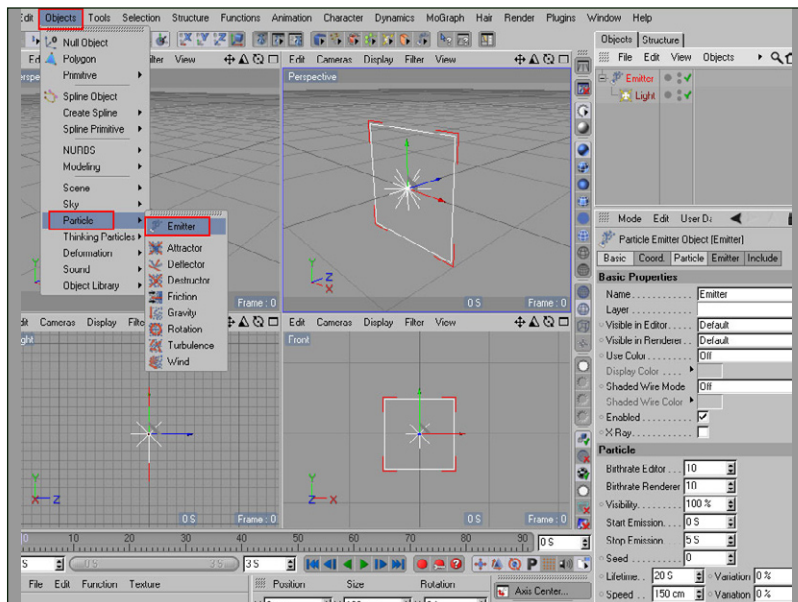 Edit Objects Tools Selection Structure Functions Animation Character Dynamics MoGraph Hair Render Plugins Window Help
Null Object
Polygon
Primitive
Spline Object
Create Spline
Spline Primitive
NURBS
Modeling
Scene
Sky
Particle
Thinking Particles
Deformation
Sound
Object Library
Emitter
Attractor
Deflector
Destructor
Friction
Gravity
Rotation
Turbulence
Wind
View
Frame : 0
Edit Cameras Display Filter View
Perspective
Y
Z
X
0 S Frame : 0
Cameras Display View
Y
X Z
0 S Frame : 0
Edit Cameras Display Filter View
Front
Y
Z X
0 S Frame : 0
0 10 20 30 40 50 60 70 80 90 0 S
0 S 3 S 3 S
File Edit Function Texture
Position Size Rotation
Axis Center...
Objects Structure
File Edit View Objects
Emitter
Light
Mode Edit
Particle Emitter Object [Emitter]
Basic Coord. Particle Emitter Include
Basic Properties
Name Emitter
Layer
Visible in Editor Default
Visible in Renderer Default
Use Color Off
Display Color
Shaded Wire Mode Off
Shaded Wire Color
Enabled
X-Ray
Particle
Birthrate Editor 10
Birthrate Renderer 10
Visibility 100 %
Start Emission 0 S
Stop Emission 5 S
Seed 0
Lifetime 20 S Variation 0 %
Speed 150 cm Variation 0 %